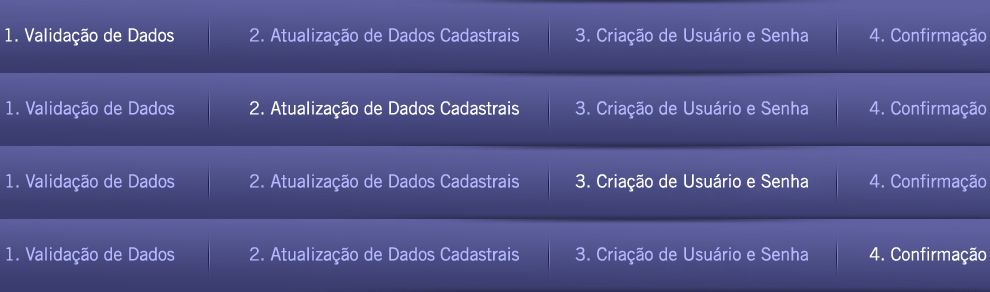 1. Validação de Dados 2. Atualização de Dados Cadastrais 3. Criação de Usuário e Senha 4. Confirmação
1. Validação de Dados 2. Atualização de Dados Cadastrais 3. Criação de Usuário e Senha 4. Confirmação
1. Validação de Dados 2. Atualização de Dados Cadastrais 3. Criação de Usuário e Senha 4. Confirmação
1. Validação de Dados 2. Atualização de Dados Cadastrais 3. Criação de Usuário e Senha 4. Confirmação